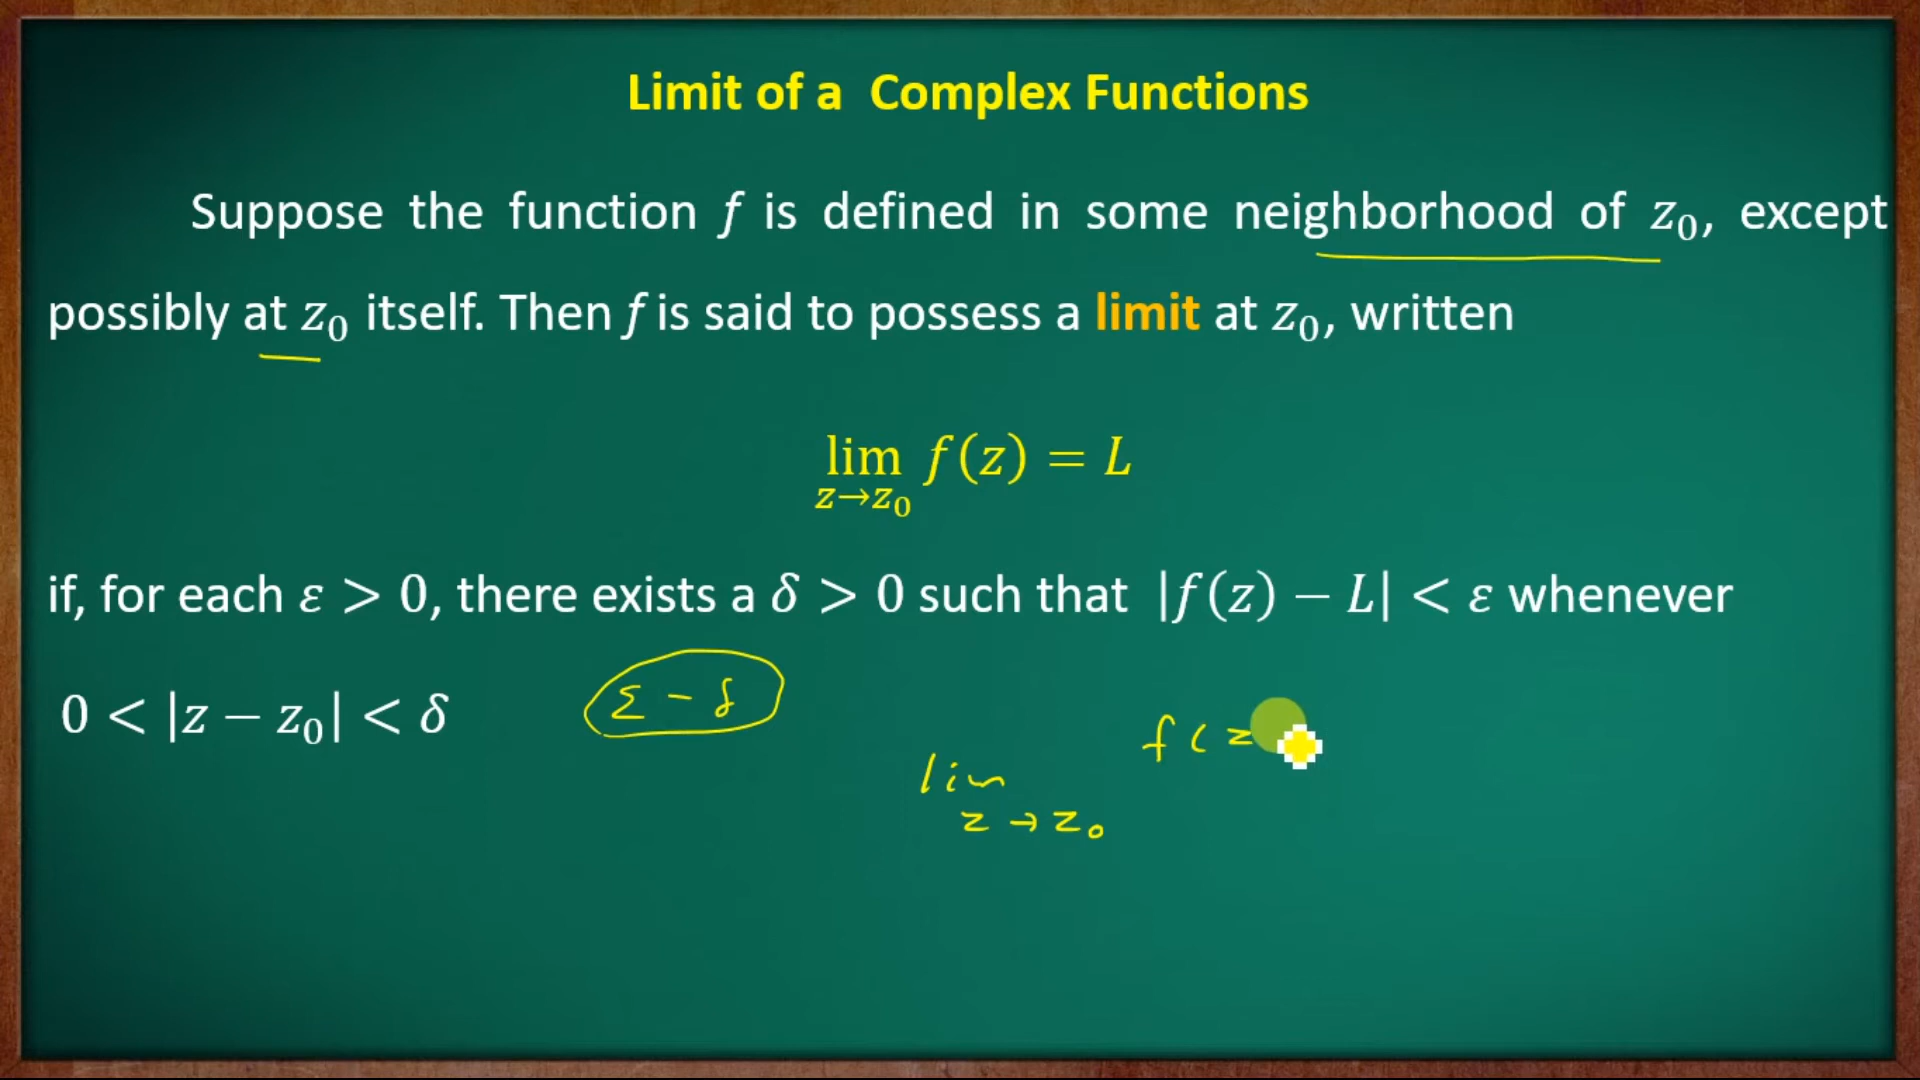 Limit of a Complex Functions
Suppose the function f is defined in some neighborhood of z₀, except
possibly at z₀ itself. Then f is said to possess a limit at z₀, written
lim f(z) = L
z→z₀
if, for each ε > 0, there exists a δ > 0 such that |f(z) − L| < ε whenever
0 < |z − z₀| < δ
Σ − δ
lim f(z
z → z₀